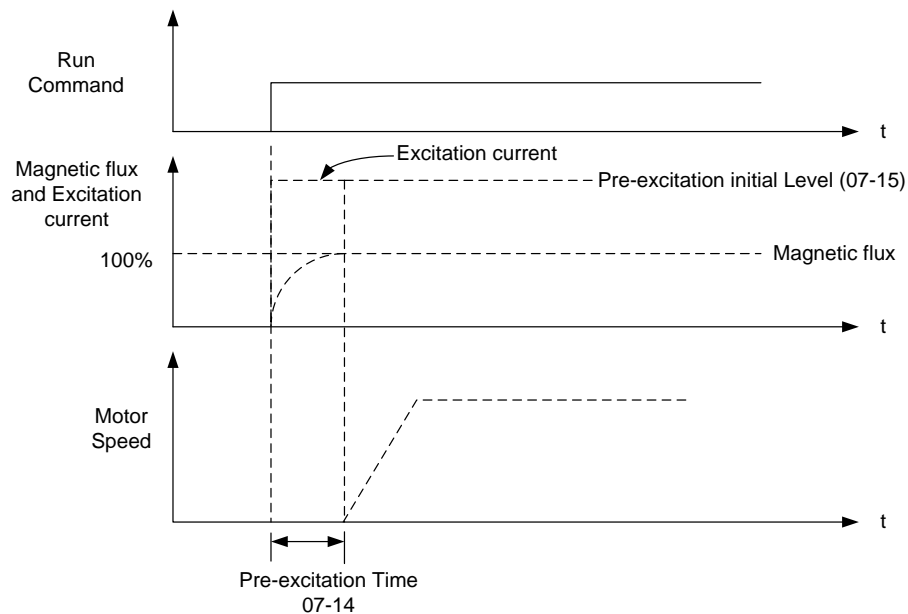 Run
Command
t
Magnetic flux
and Excitation
current
Excitation current
Pre-excitation initial Level (07-15)
100%
Magnetic flux
t
Motor
Speed
t
Pre-excitation Time
07-14